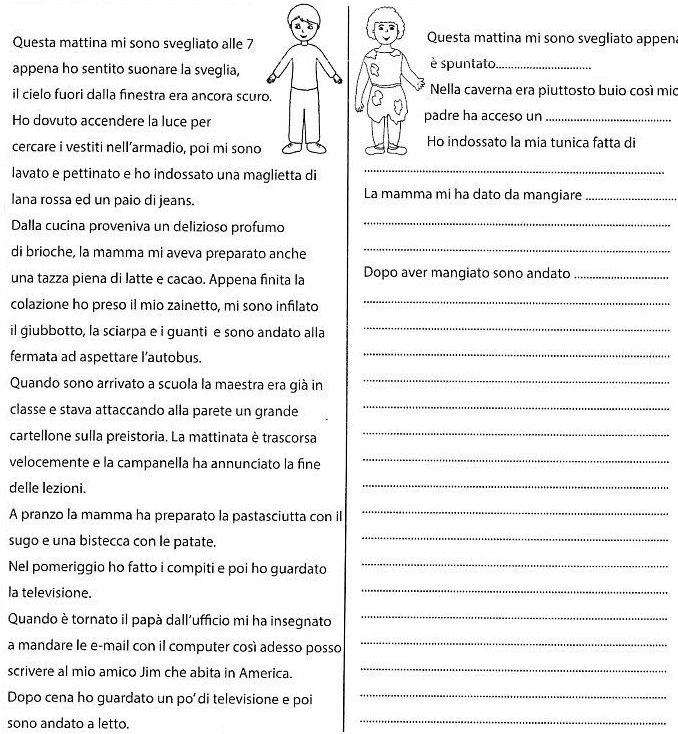 Questa mattina mi sono svegliato alle 7
appena ho sentito suonare la sveglia,
il cielo fuori dalla finestra era ancora scuro.
Ho dovuto accendere la luce per
cercare i vestiti nell'armadio, poi mi sono
lavato e pettinato e ho indossato una maglietta di
lana rossa ed un paio di jeans.
Dalla cucina proveniva un delizioso profumo
di brioche, la mamma mi aveva preparato anche
una tazza piena di latte e cacao. Appena finita la
colazione ho preso il mio zainetto, mi sono infilato
il giubbotto, la sciarpa e i guanti e sono andato alla
fermata ad aspettare l'autobus.
Quando sono arrivato a scuola la maestra era già in
classe e stava attaccando alla parete un grande
cartellone sulla preistoria. La mattinata è trascorsa
velocemente e la campanella ha annunciato la fine
delle lezioni.
A pranzo la mamma ha preparato la pastasciutta con il
sugo e una bistecca con le patate.
Nel pomeriggio ho fatto i compiti e poi ho guardato
la televisione.
Quando è tornato il papà dall'ufficio mi ha insegnato
a mandare le e-mail con il computer così adesso posso
scrivere al mio amico Jim che abita in America.
Dopo cena ho guardato un po' di televisione e poi
sono andato a letto.
Questa mattina mi sono svegliato appena
è spuntato............................
Nella caverna era piuttosto buio così mio
padre ha acceso un ....................................
Ho indossato la mia tunica fatta di
La mamma mi ha dato da mangiare ..........................
Dopo aver mangiato sono andato ...........................